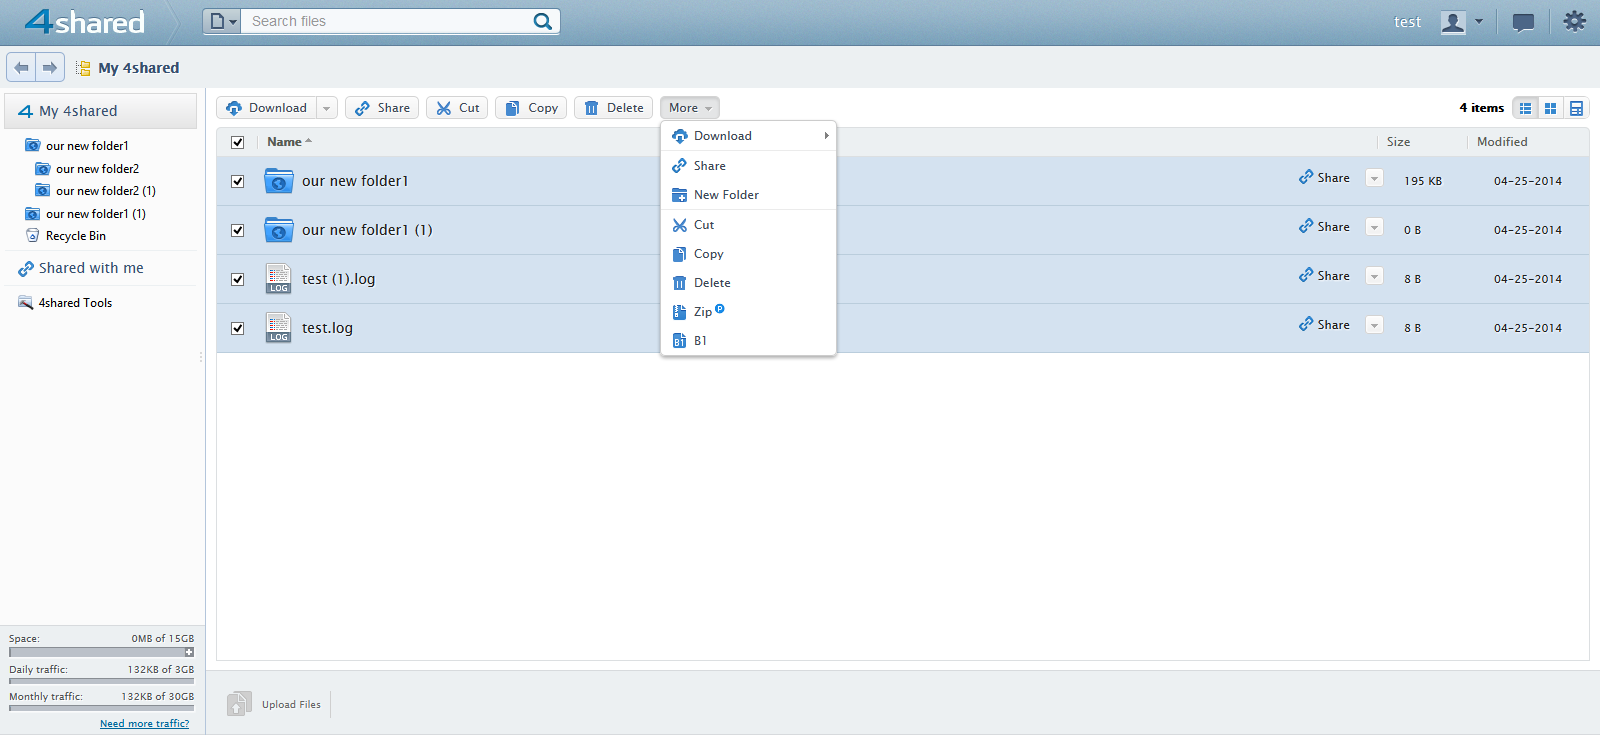 4shared
Search files
test
My 4shared
4 My 4shared
our new folder1
our new folder2
our new folder2 (1)
our new folder1 (1)
Recycle Bin
Shared with me
4shared Tools
Space: 0MB of 15GB
Daily traffic: 132KB of 3GB
Monthly traffic: 132KB of 30GB
Need more traffic?
Download Share Cut Copy Delete More 4 items
Name Size Modified
our new folder1 Share 195 KB 04-25-2014
our new folder1 (1) Share 0 B 04-25-2014
LOG test (1).log Share 8 B 04-25-2014
LOG test.log Share 8 B 04-25-2014
Download
Share
New Folder
Cut
Copy
Delete
Zip P
B1 B1
Upload Files